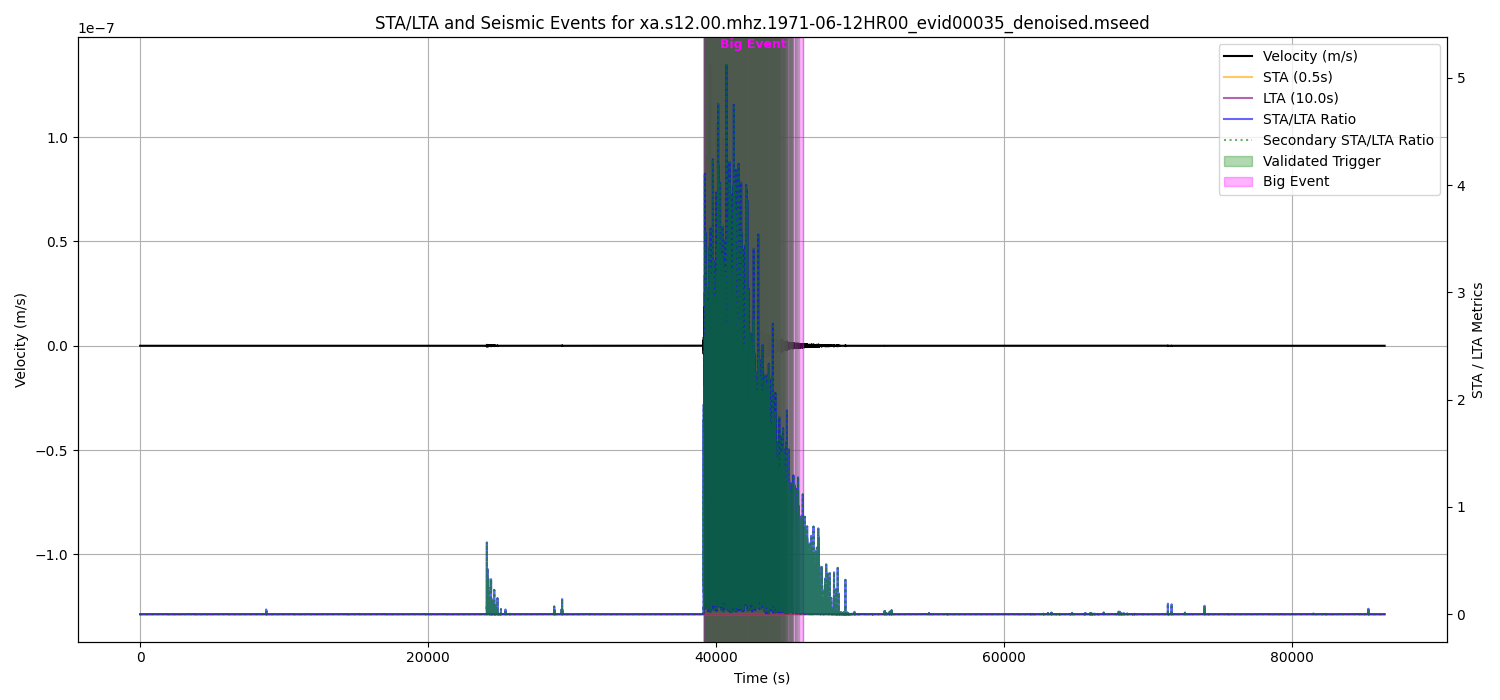 STA/LTA and Seismic Events for xa.s12.00.mhz.1971-06-12HR00_evid00035_denoised.mseed
1e−7
Big Event
Velocity (m/s)
STA (0.5s)
LTA (10.0s)
STA/LTA Ratio
Secondary STA/LTA Ratio
Validated Trigger
Big Event
1.0
0.5
0.0
−0.5
−1.0
Velocity (m/s)
5
4
3
2
1
0
STA / LTA Metrics
0
20000
40000
60000
80000
Time (s)